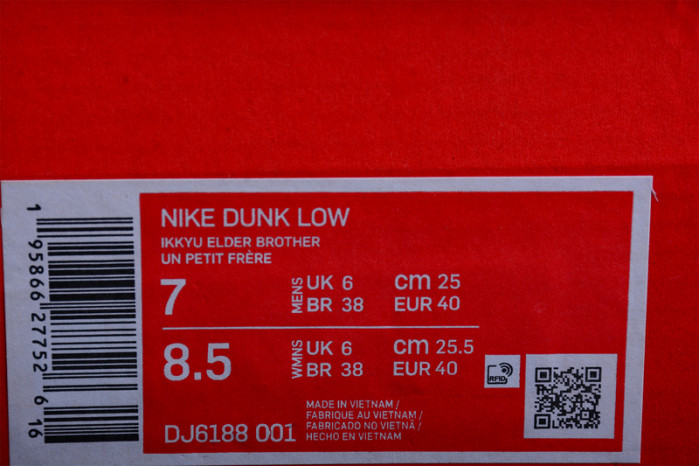 NIKE DUNK LOW
IKKYU ELDER BROTHER
UN PETIT FRÈRE
7 MENS UK 6 cm 25
BR 38 EUR 40
8.5 WMNS UK 6 cm 25.5
BR 38 EUR 40
RFID
MADE IN VIETNAM /
FABRIQUE AU VIETNAM /
FABRICADO NO VIETNÃ /
HECHO EN VIETNAM
DJ6188 001
1 95866 27752 6 16